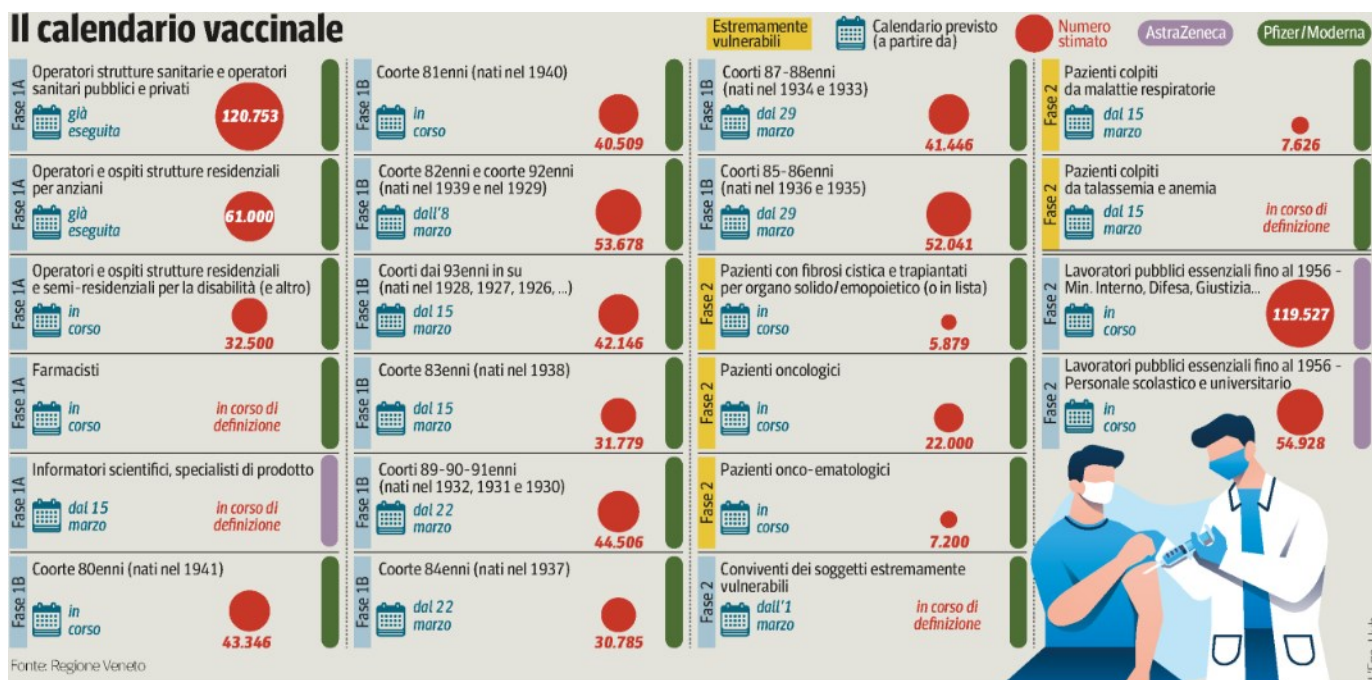 Il calendario vaccinale
Estremamente
vulnerabili
Calendario previsto
(a partire da)
Numero
stimato
AstraZeneca
Pfizer/Moderna
Fase 1A
Operatori strutture sanitarie e operatori
sanitari pubblici e privati
già
eseguita
120.753
Fase 1A
Operatori e ospiti strutture residenziali
per anziani
già
eseguita
61.000
Fase 1A
Operatori e ospiti strutture residenziali
e semi-residenziali per la disabilità (e altro)
in
corso
32.500
Fase 1A
Farmacisti
in
corso
in corso di
definizione
Fase 1A
Informatori scientifici, specialisti di prodotto
dal 15
marzo
in corso di
definizione
Fase 1B
Coorte 80enni (nati nel 1941)
in
corso
43.346
Fase 1B
Coorte 81enni (nati nel 1940)
in
corso
40.509
Fase 1B
Coorte 82enni e coorte 92enni
(nati nel 1939 e nel 1929)
dall'8
marzo
53.678
Fase 1B
Coorti dai 93enni in su
(nati nel 1928, 1927, 1926, ...)
dal 15
marzo
42.146
Fase 1B
Coorte 83enni (nati nel 1938)
dal 15
marzo
31.779
Fase 1B
Coorti 89-90-91enni
(nati nel 1932, 1931 e 1930)
dal 22
marzo
44.506
Fase 1B
Coorte 84enni (nati nel 1937)
dal 22
marzo
30.785
Fase 1B
Coorti 87-88enni
(nati nel 1934 e 1933)
dal 29
marzo
41.446
Fase 1B
Coorti 85-86enni
(nati nel 1936 e 1935)
dal 29
marzo
52.041
Fase 2
Pazienti con fibrosi cistica e trapiantati
per organo solido/emopoietico (o in lista)
in
corso
5.879
Fase 2
Pazienti oncologici
in
corso
22.000
Fase 2
Pazienti onco-ematologici
in
corso
7.200
Fase 2
Conviventi dei soggetti estremamente
vulnerabili
dall'1
marzo
in corso di
definizione
Fase 2
Pazienti colpiti
da malattie respiratorie
dal 15
marzo
7.626
Fase 2
Pazienti colpiti
da talassemia e anemia
dal 15
marzo
in corso di
definizione
Fase 2
Lavoratori pubblici essenziali fino al 1956 -
Min. Interno, Difesa, Giustizia...
in
corso
119.527
Fase 2
Lavoratori pubblici essenziali fino al 1956 -
Personale scolastico e universitario
in
corso
54.928
Fonte: Regione Veneto